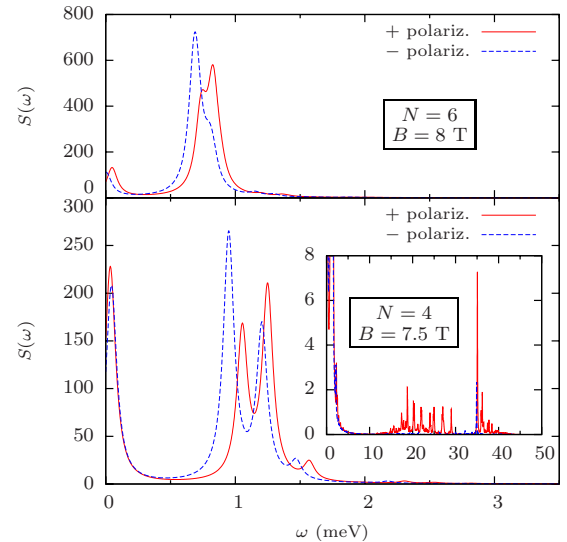 800
600
400
200
0
S(ω)
+ polariz.
− polariz.
N = 6
B = 8 T
300
250
200
150
100
50
0
S(ω)
+ polariz.
− polariz.
8
6
4
2
0
N = 4
B = 7.5 T
0 10 20 30 40 50
0 1 2 3
ω (meV)